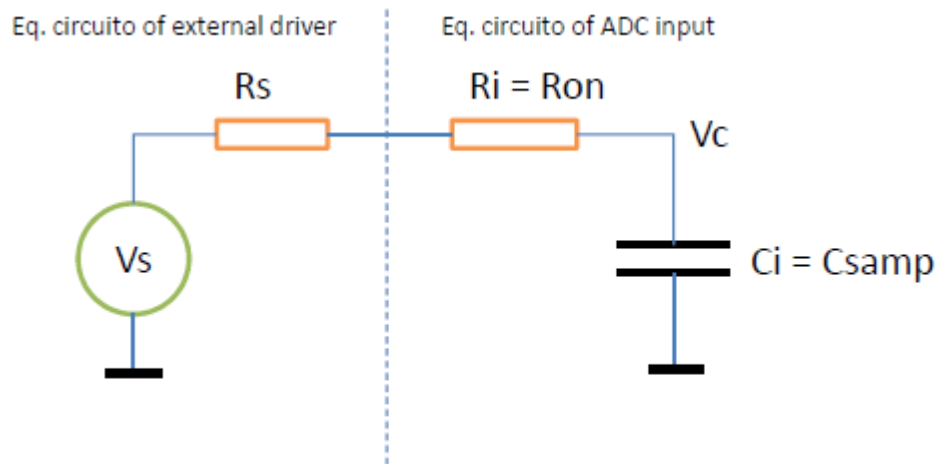 Eq. circuito of external driver
Eq. circuito of ADC input
Rs
Ri = Ron
Vc
Vs
Ci = Csamp